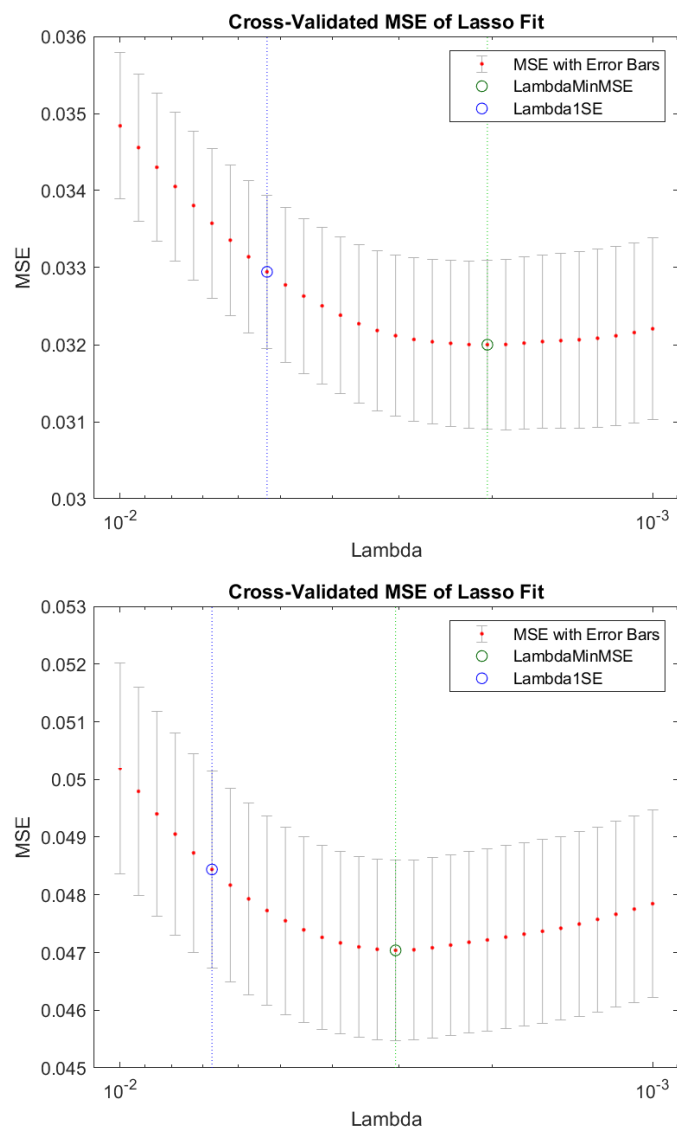 Cross-Validated MSE of Lasso Fit
0.036
MSE with Error Bars
LambdaMinMSE
Lambda1SE
0.035
0.034
MSE
0.033
0.032
0.031
0.03
10^-2
10^-3
Lambda
Cross-Validated MSE of Lasso Fit
0.053
MSE with Error Bars
LambdaMinMSE
Lambda1SE
0.052
0.051
0.05
MSE
0.049
0.048
0.047
0.046
0.045
10^-2
10^-3
Lambda